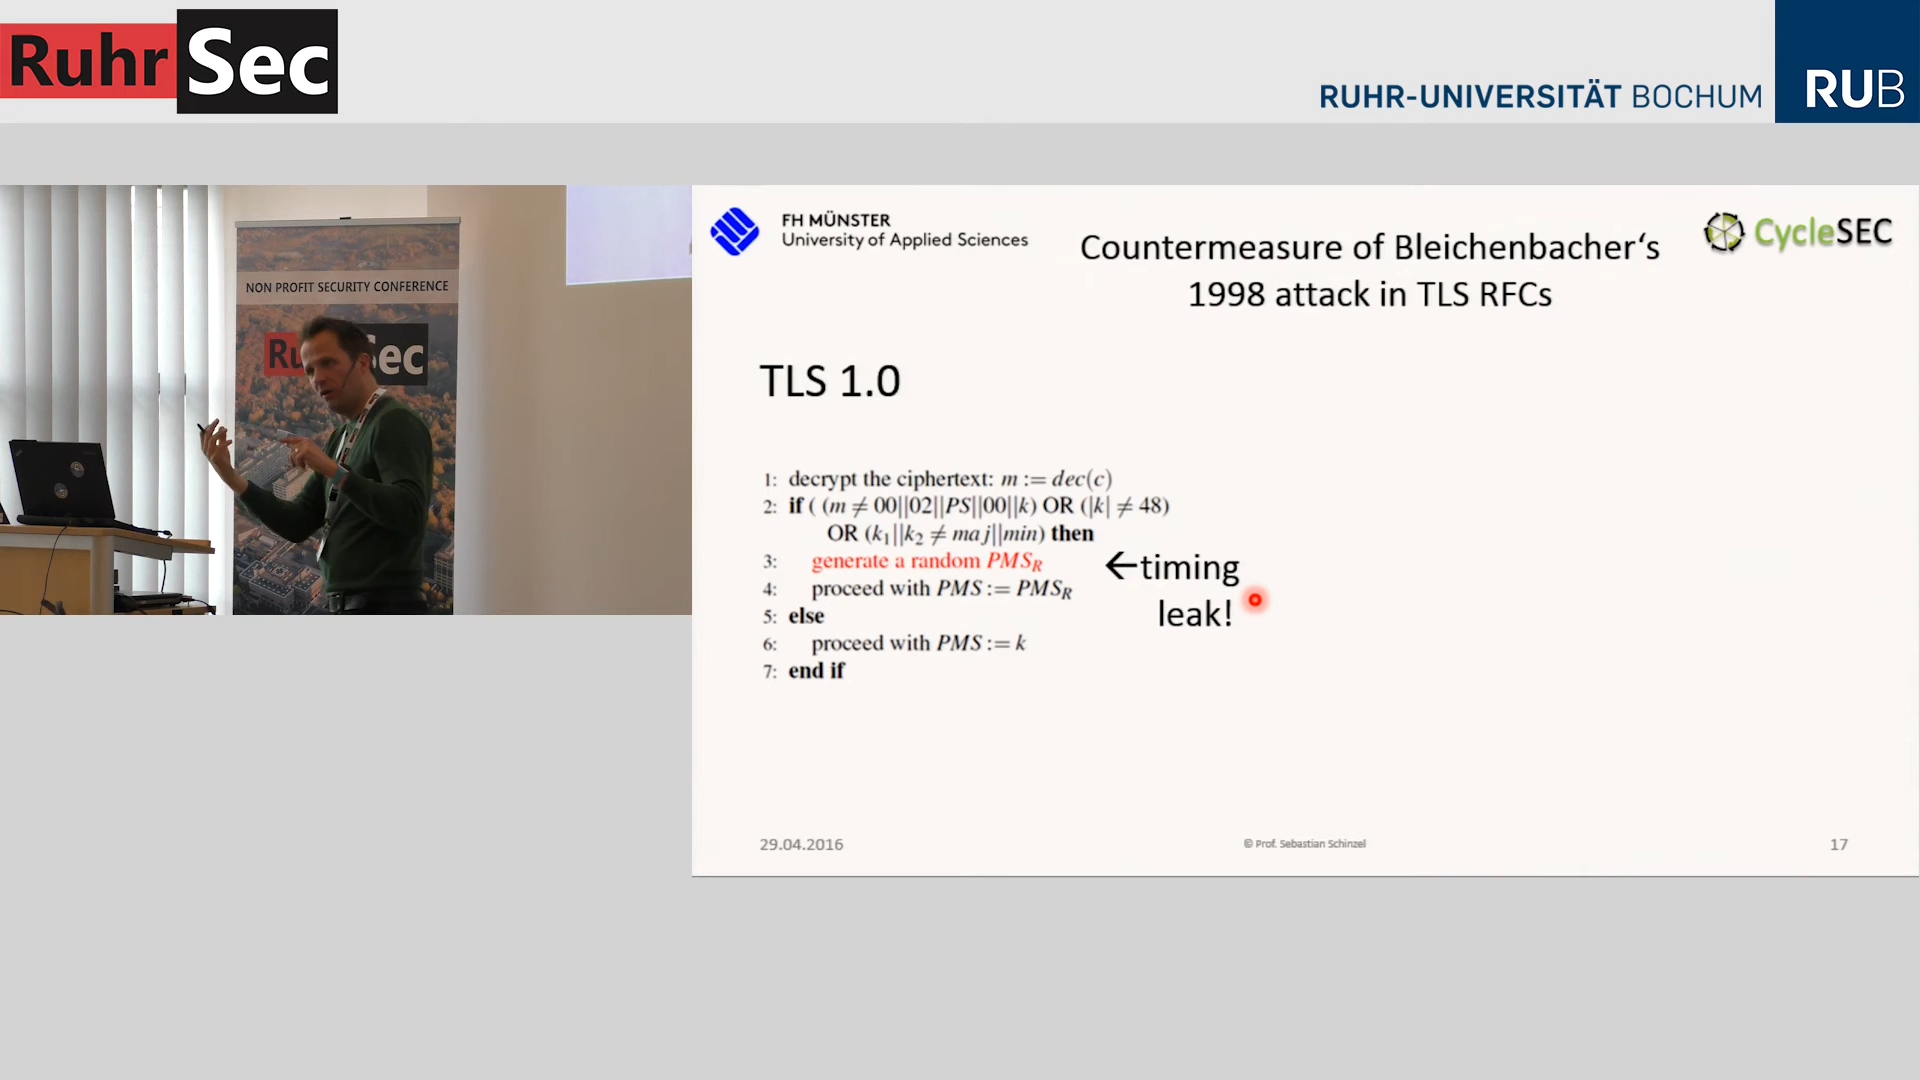 RuhrSec
RUHR-UNIVERSITÄT BOCHUM
RUB
NON PROFIT SECURITY CONFERENCE
Ru Sec
FH MÜNSTER
University of Applied Sciences
Countermeasure of Bleichenbacher‘s
1998 attack in TLS RFCs
CycleSEC
TLS 1.0
1: decrypt the ciphertext: m := dec(c)
2: if ( (m ≠ 00||02||PS||00||k) OR (|k| ≠ 48)
OR (k₁||k₂ ≠ maj||min) then
3: generate a random PMS_R
4: proceed with PMS := PMS_R
5: else
6: proceed with PMS := k
7: end if
←timing
leak!
29.04.2016
© Prof. Sebastian Schinzel
17